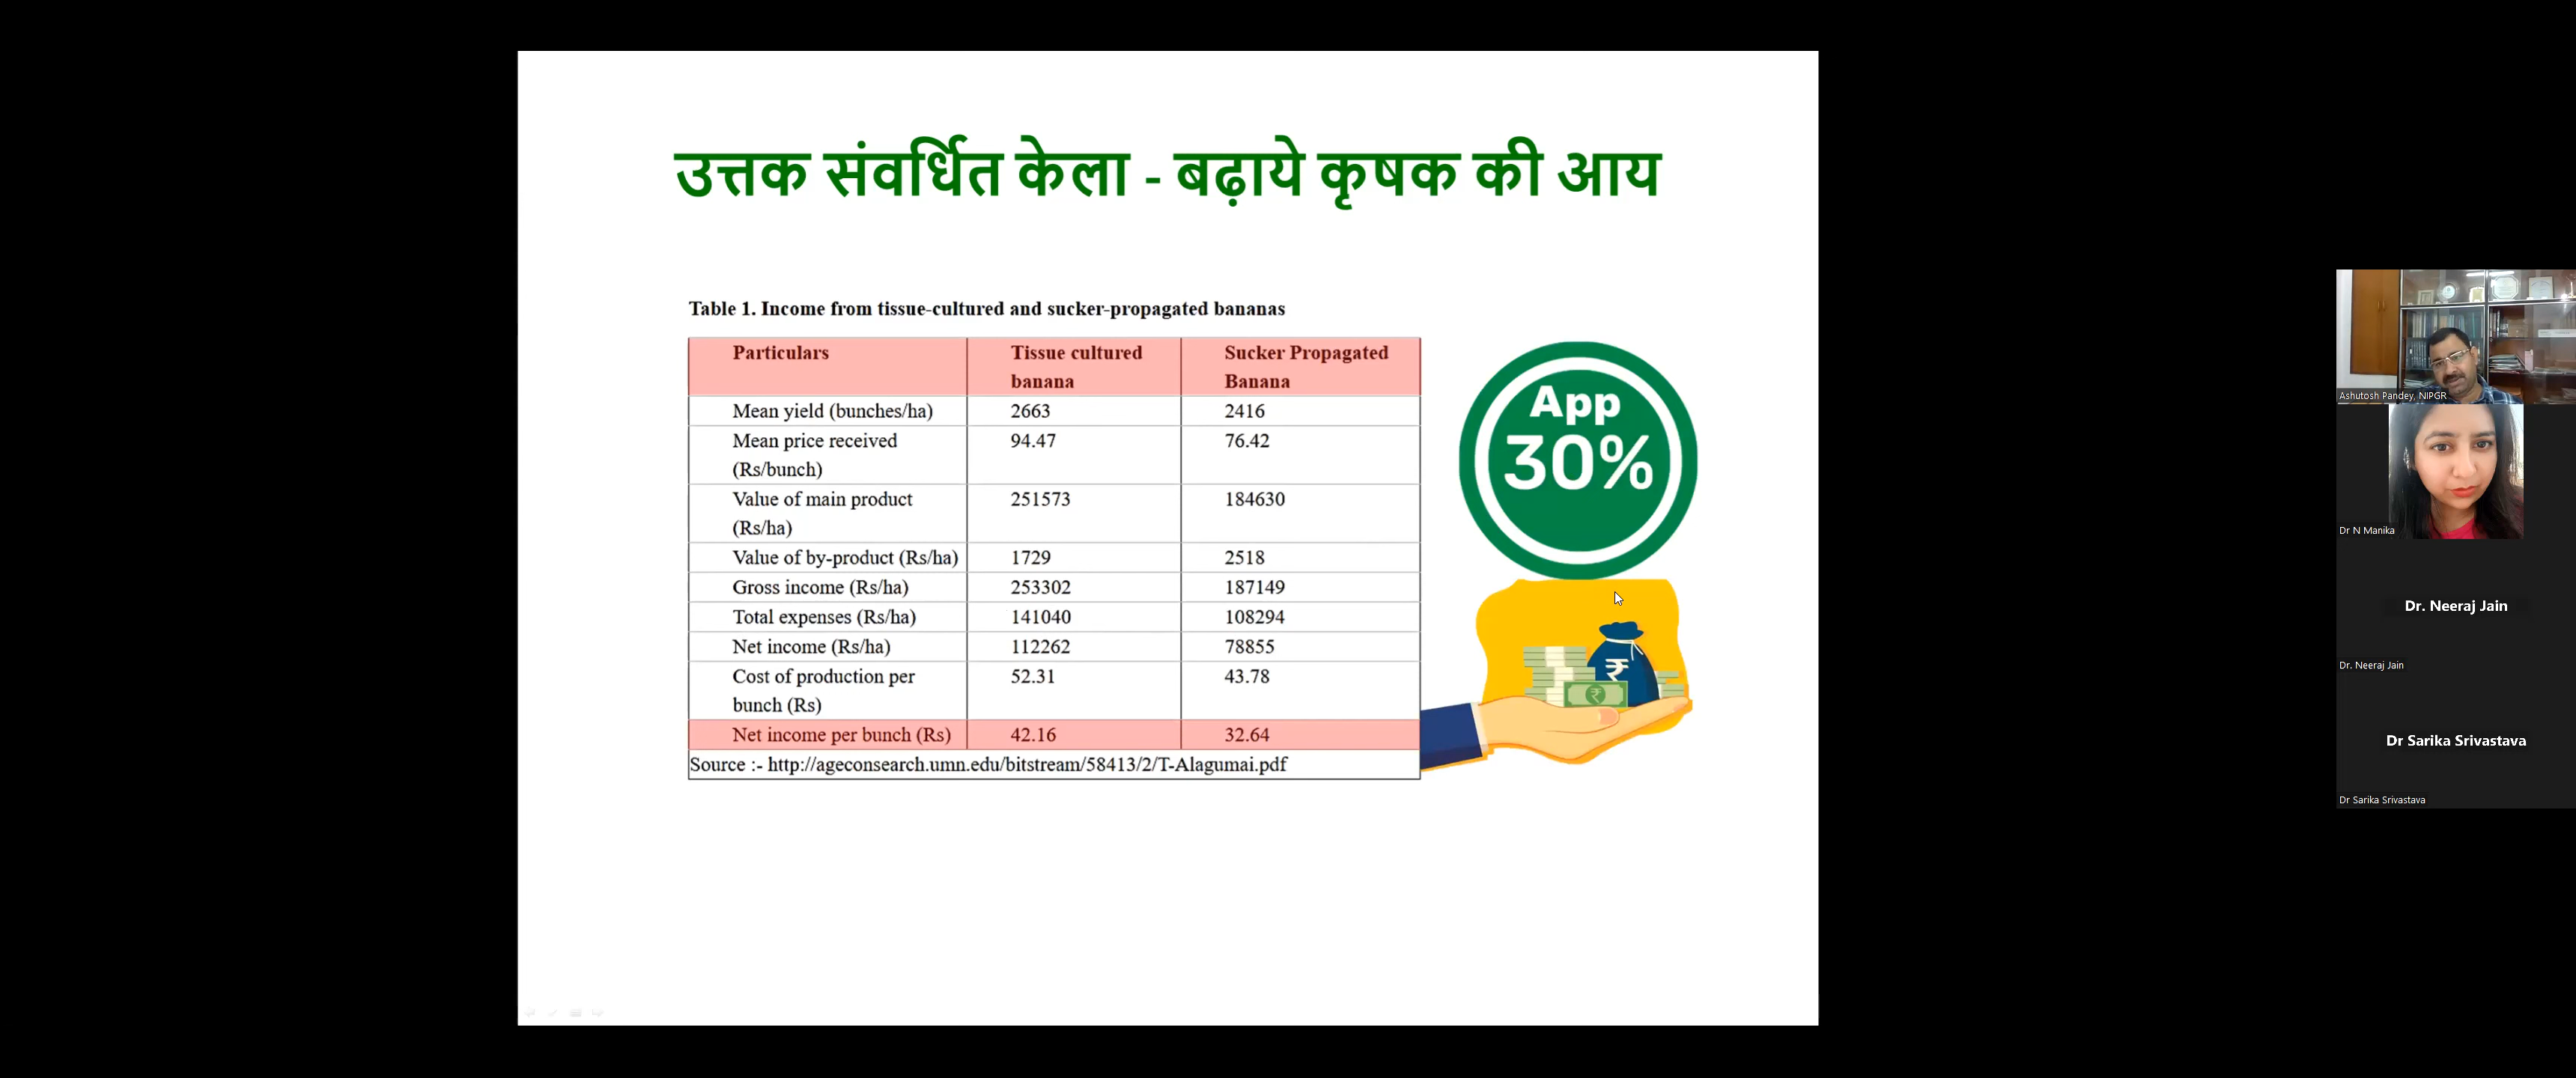 उत्तक संवर्धित केला - बढ़ाये कृषक की आय
Table 1. Income from tissue-cultured and sucker-propagated bananas
Particulars	Tissue cultured banana	Sucker Propagated Banana
Mean yield (bunches/ha)	2663	2416
Mean price received (Rs/bunch)	94.47	76.42
Value of main product (Rs/ha)	251573	184630
Value of by-product (Rs/ha)	1729	2518
Gross income (Rs/ha)	253302	187149
Total expenses (Rs/ha)	141040	108294
Net income (Rs/ha)	112262	78855
Cost of production per bunch (Rs)	52.31	43.78
Net income per bunch (Rs)	42.16	32.64
Source :- http://ageconsearch.umn.edu/bitstream/58413/2/T-Alagumai.pdf
App
30%
₹
₹
Ashutosh Pandey, NIPGR
Dr N Manika
Dr. Neeraj Jain
Dr. Neeraj Jain
Dr Sarika Srivastava
Dr Sarika Srivastava